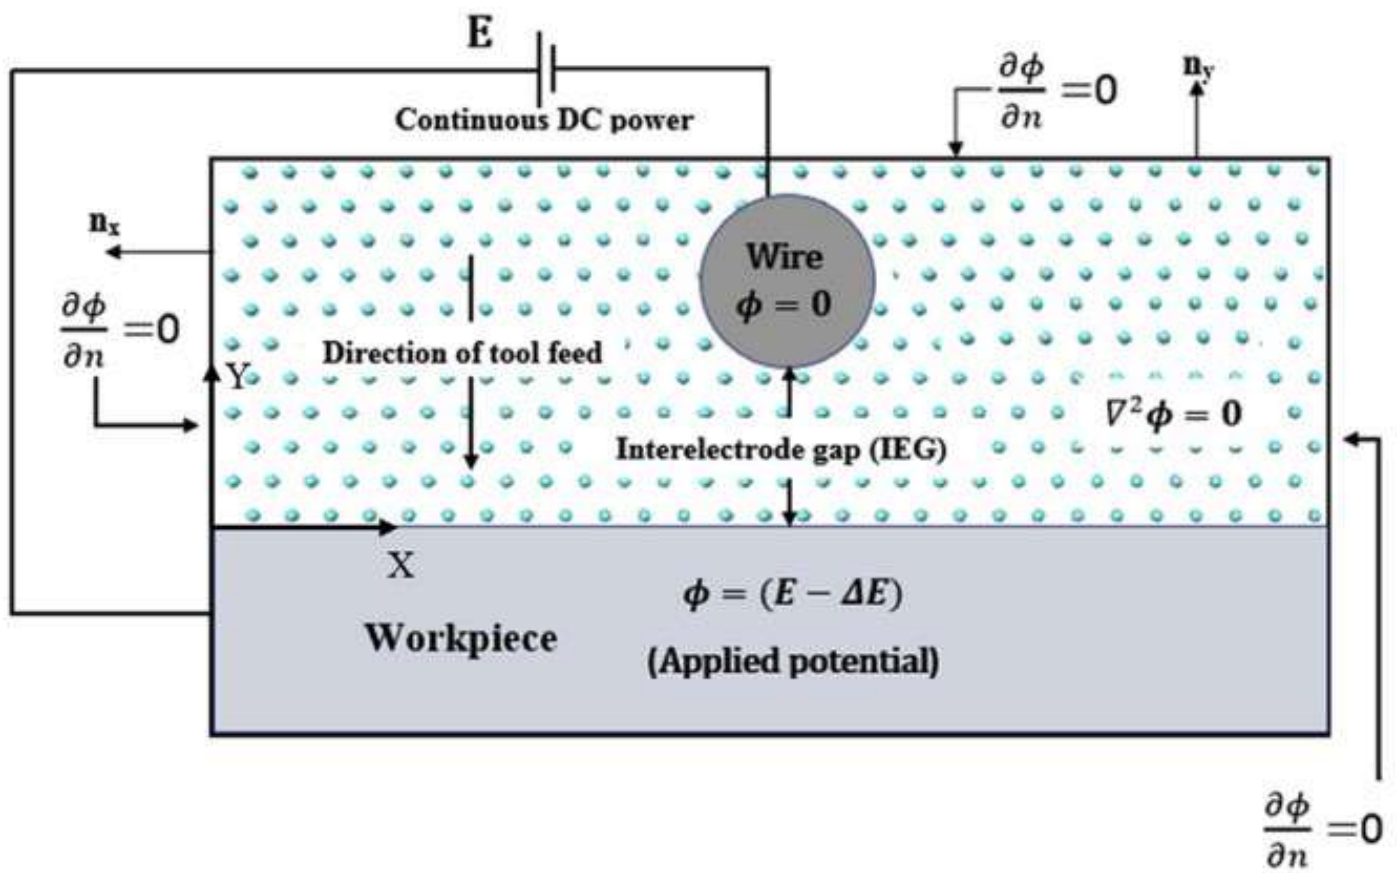 E
Continuous DC power
∂ϕ/∂n =0
n_y
n_x
Wire
ϕ = 0
∂ϕ/∂n =0
Direction of tool feed
Y
∇²ϕ = 0
Interelectrode gap (IEG)
X
ϕ = (E − ΔE)
Workpiece
(Applied potential)
∂ϕ/∂n =0